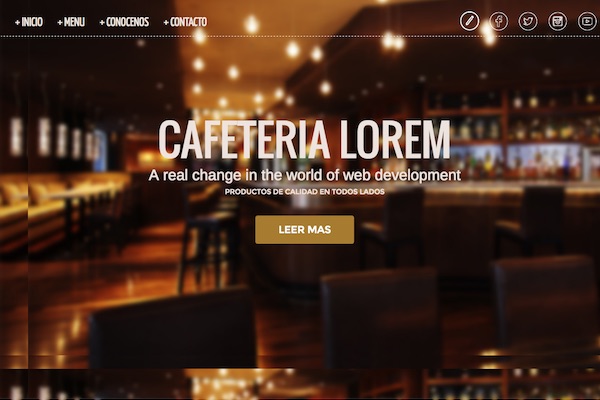 + INICIO + MENU + CONOCENOS + CONTACTO
CAFETERIA LOREM
A real change in the world of web development
PRODUCTOS DE CALIDAD EN TODOS LADOS
LEER MAS